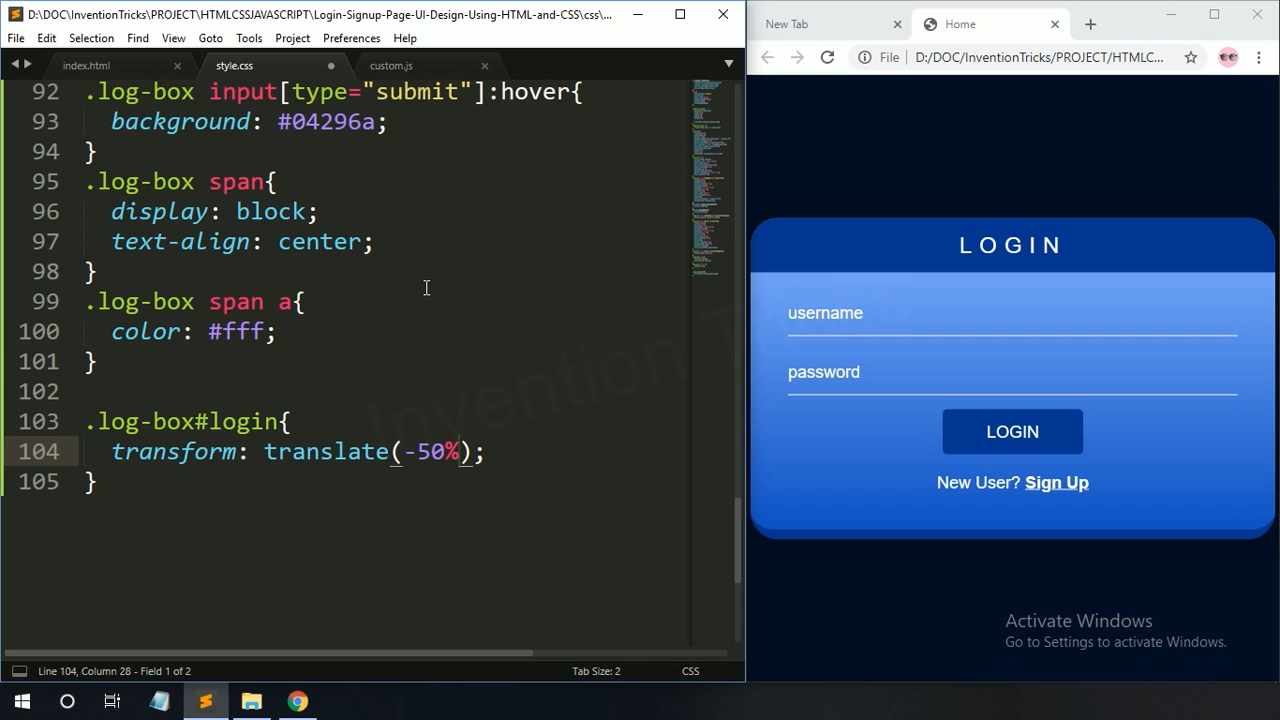 D:\DOC\InventionTricks\PROJECT\HTMLCSSJAVASCRIPT\Login-Signup-Page-UI-Design-Using-HTML-and-CSS\css\...
File Edit Selection Find View Goto Tools Project Preferences Help
index.html style.css custom.js
92 .log-box input[type="submit"]:hover{
93 background: #04296a;
94 }
95 .log-box span{
96 display: block;
97 text-align: center;
98 }
99 .log-box span a{
100 color: #fff;
101 }
102
103 .log-box#login{
104 transform: translate(-50%);
105 }
Invention Tricks
Line 104, Column 28 - Field 1 of 2
Tab Size: 2
CSS
New Tab
Home
File D:/DOC/InventionTricks/PROJECT/HTMLC...
LOGIN
username
password
LOGIN
New User? Sign Up
Activate Windows
Go to Settings to activate Windows.